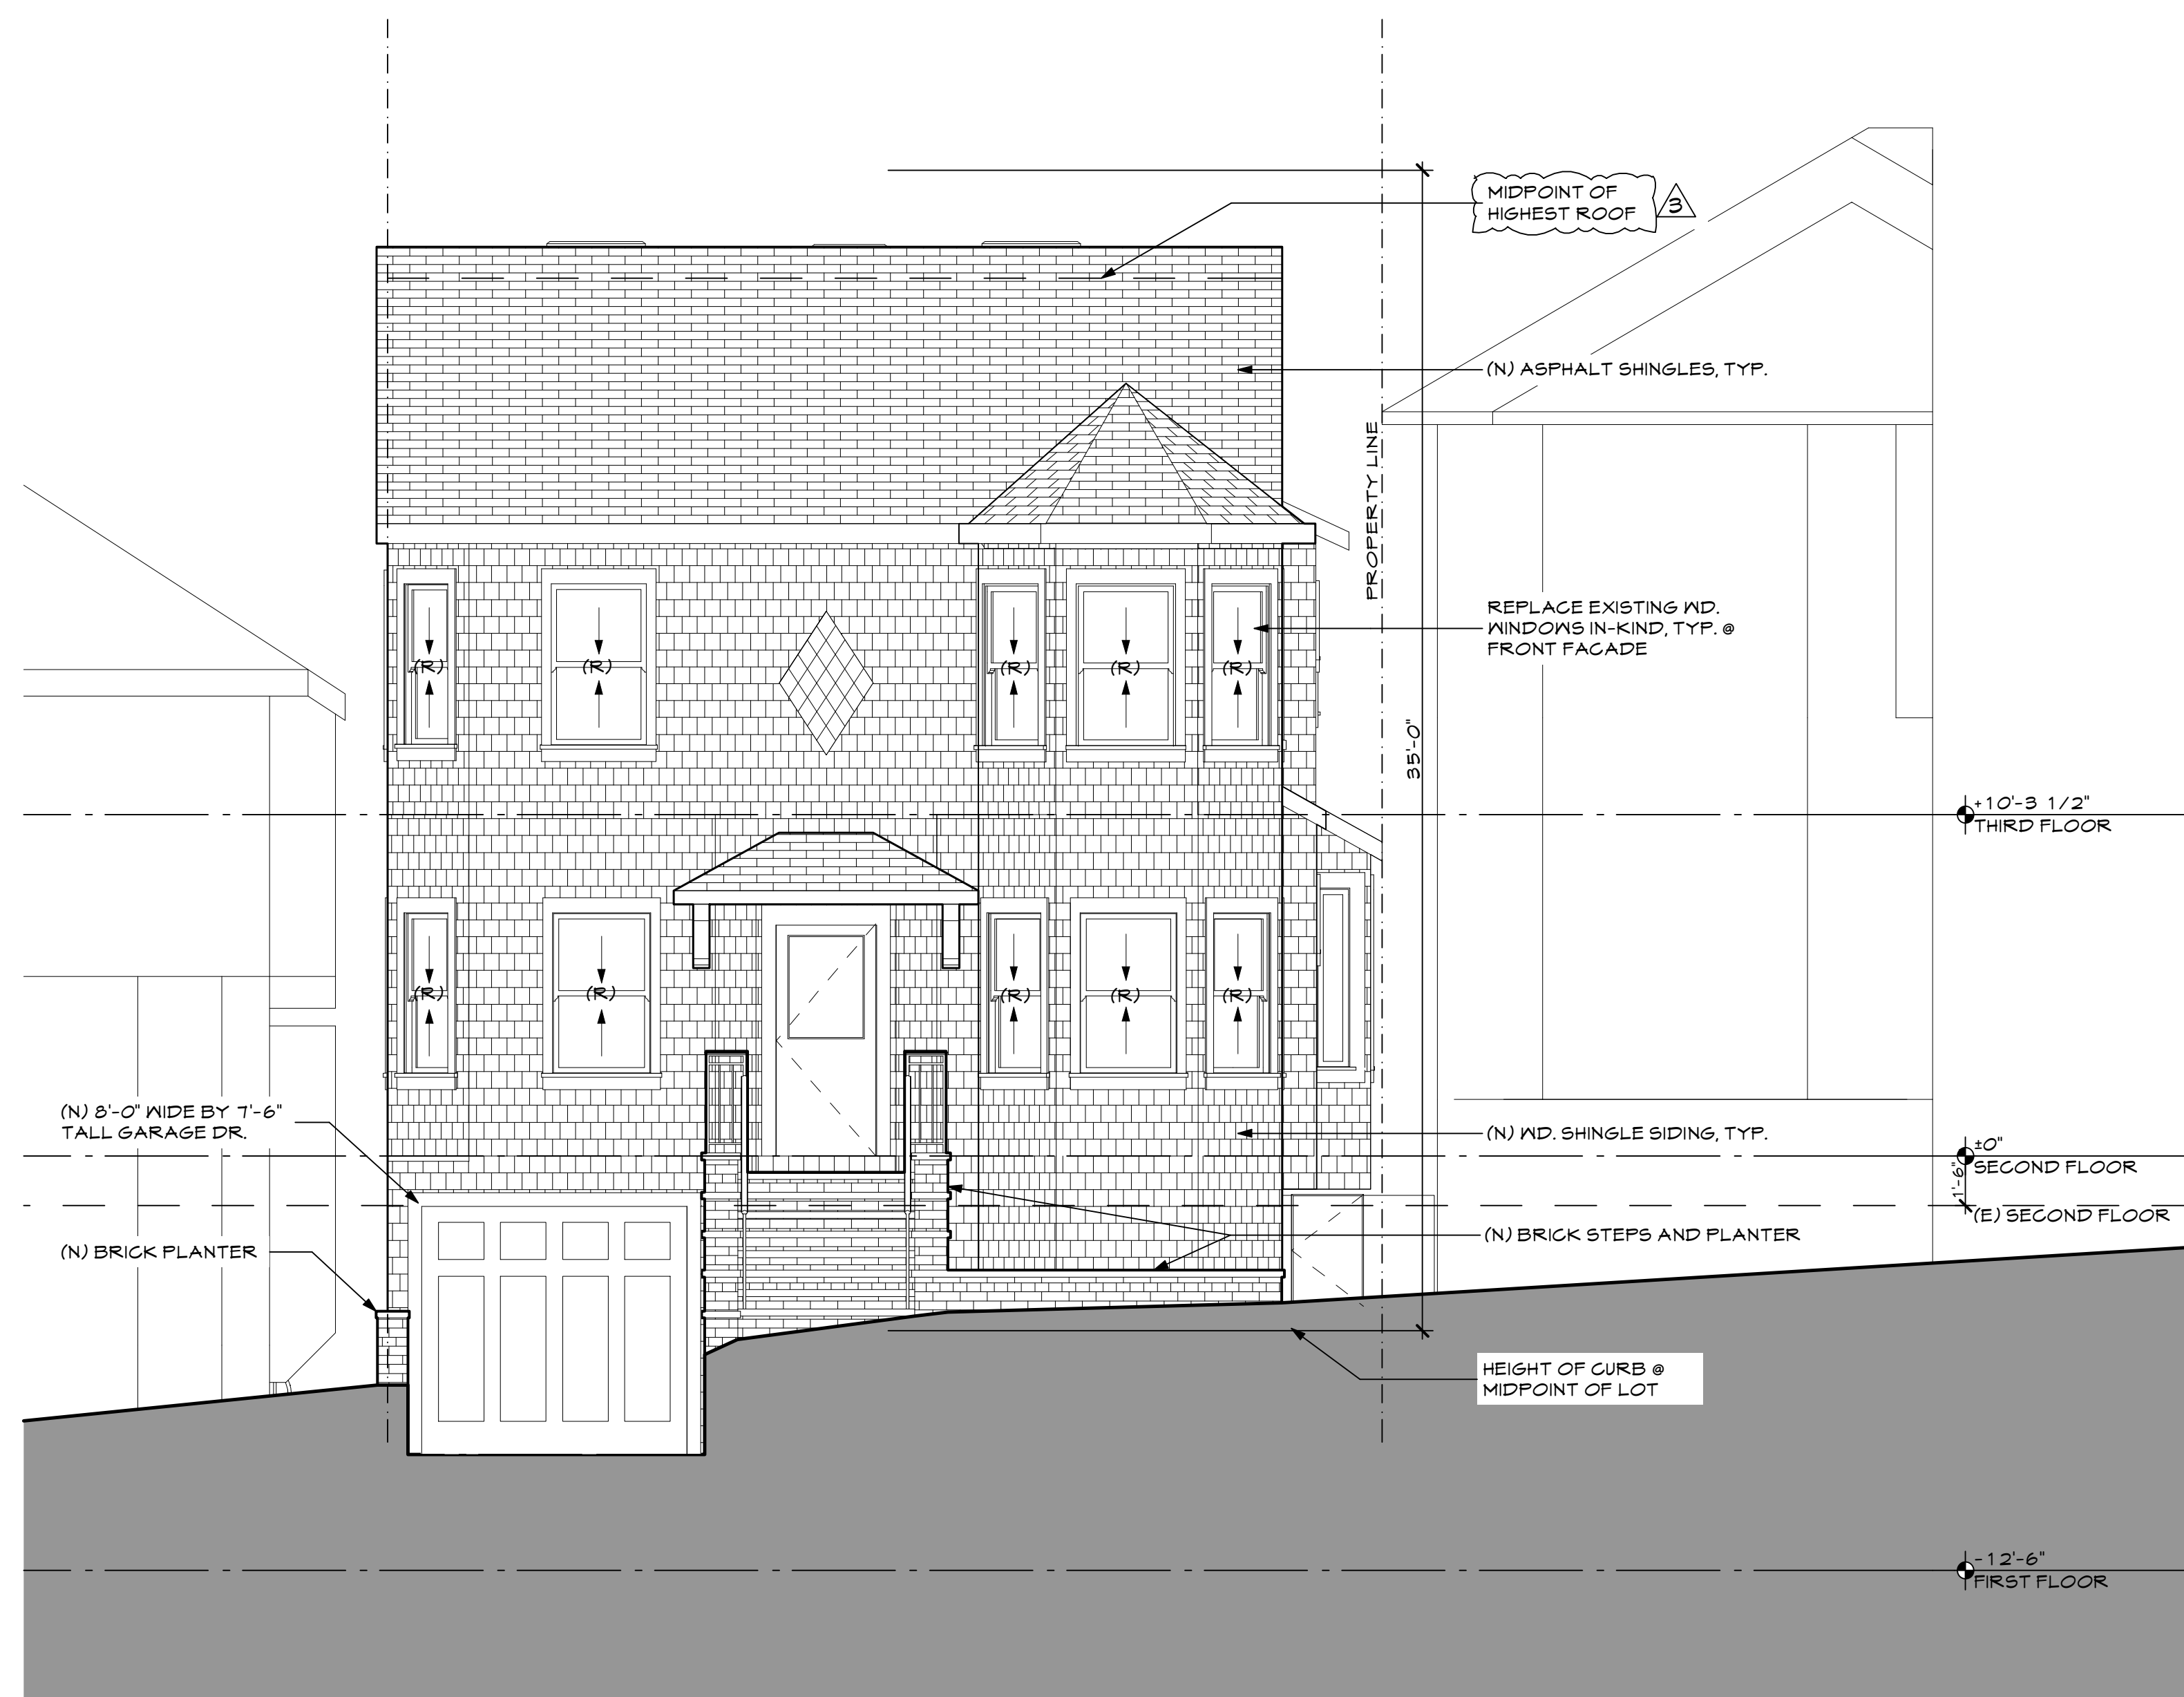 MIDPOINT OF
HIGHEST ROOF
3
(N) ASPHALT SHINGLES, TYP.
PROPERTY LINE
REPLACE EXISTING WD.
WINDOWS IN-KIND, TYP. @
FRONT FACADE
(R)
(R)
(R)
(R)
(R)
35'-0"
+10'-3 1/2"
THIRD FLOOR
(R)
(R)
(R)
(R)
(R)
(N) 8'-0" WIDE BY 7'-6"
TALL GARAGE DR.
(N) WD. SHINGLE SIDING, TYP.
±0"
SECOND FLOOR
1'-6"
(E) SECOND FLOOR
(N) BRICK PLANTER
(N) BRICK STEPS AND PLANTER
HEIGHT OF CURB @
MIDPOINT OF LOT
-12'-6"
FIRST FLOOR